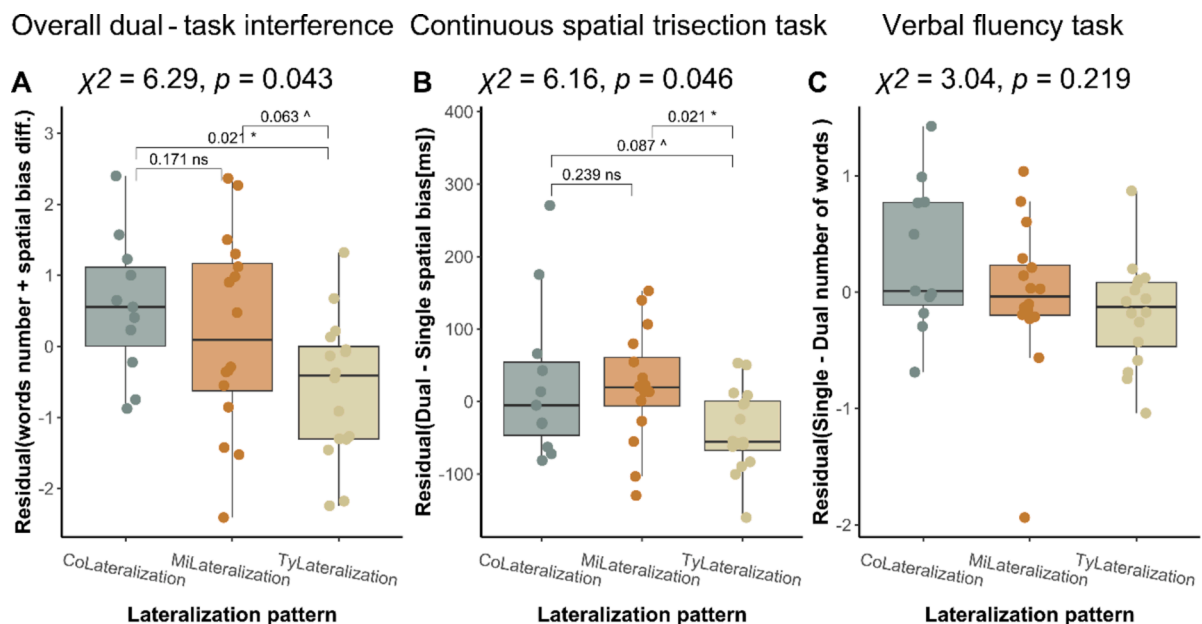 Overall dual - task interference
Continuous spatial trisection task
Verbal fluency task
A
χ2 = 6.29, p = 0.043
B
χ2 = 6.16, p = 0.046
C
χ2 = 3.04, p = 0.219
Residual(words number + spatial bias diff.)
3
2
1
0
-1
-2
0.063 ^
0.021 *
0.171 ns
CoLateralization
MiLateralization
TyLateralization
Lateralization pattern
Residual(Dual - Single spatial bias[ms])
400
300
200
100
0
-100
0.021 *
0.087 ^
0.239 ns
CoLateralization
MiLateralization
TyLateralization
Lateralization pattern
Residual(Single - Dual number of words )
1
0
-1
-2
CoLateralization
MiLateralization
TyLateralization
Lateralization pattern